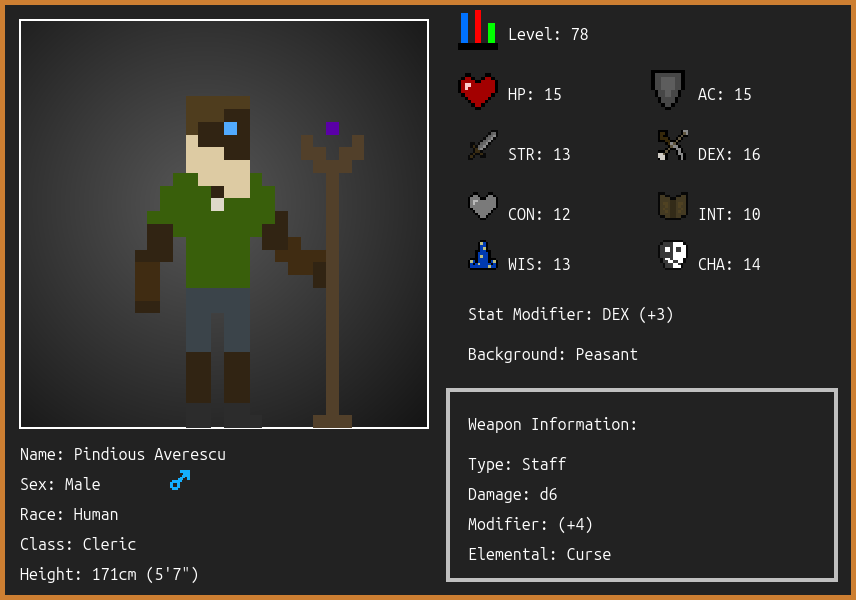 Level: 78
HP: 15
AC: 15
STR: 13
DEX: 16
CON: 12
INT: 10
WIS: 13
CHA: 14
Stat Modifier: DEX (+3)
Background: Peasant
Weapon Information:
Type: Staff
Damage: d6
Modifier: (+4)
Elemental: Curse
Name: Pindious Averescu
Sex: Male
Race: Human
Class: Cleric
Height: 171cm (5'7")